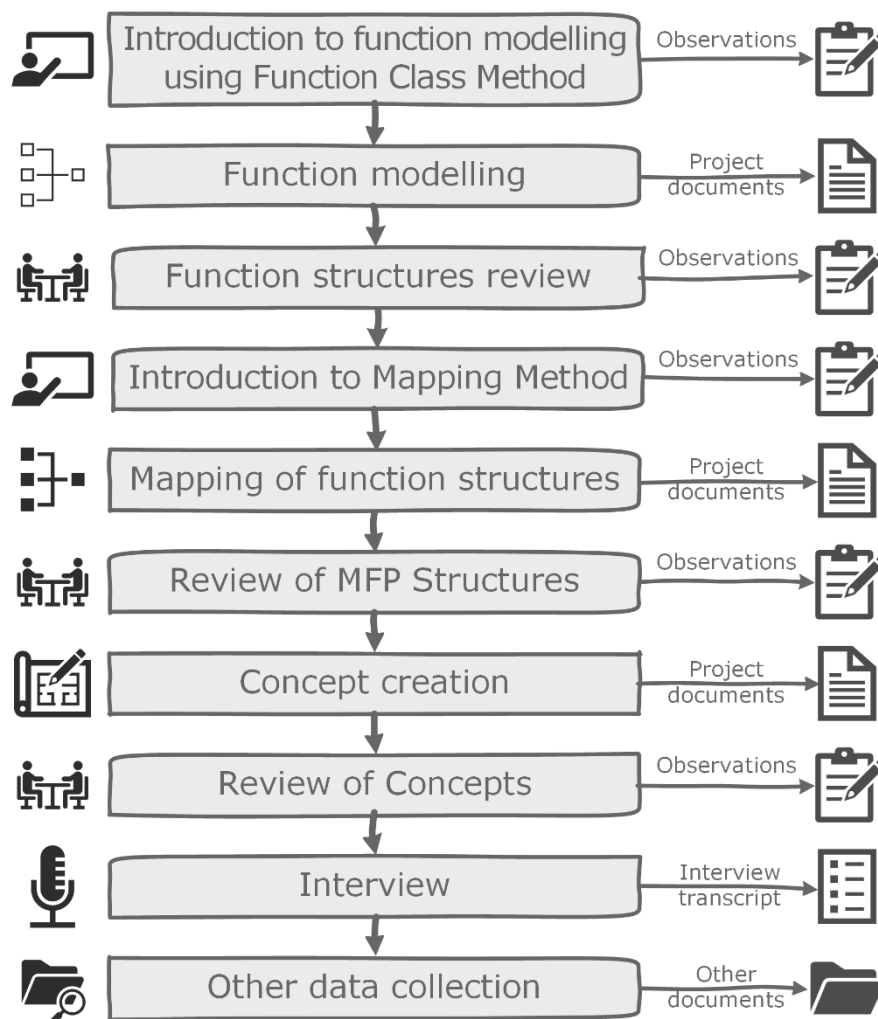 Introduction to function modelling
using Function Class Method
Observations
Function modelling
Project
documents
Function structures review
Observations
Introduction to Mapping Method
Observations
Mapping of function structures
Project
documents
Review of MFP Structures
Observations
Concept creation
Project
documents
Review of Concepts
Observations
Interview
Interview
transcript
Other data collection
Other
documents